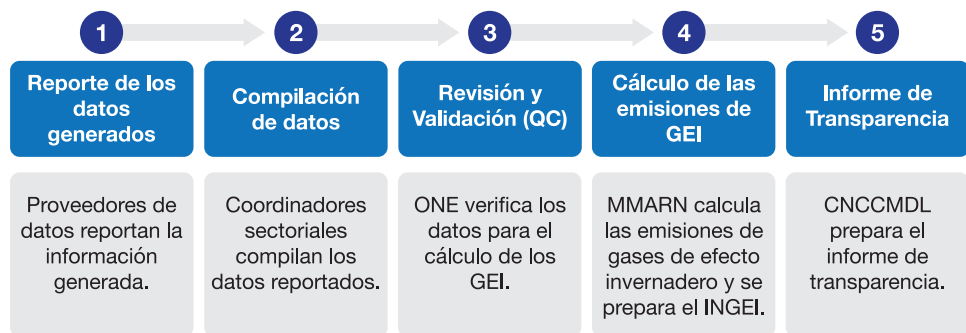 1
2
3
4
5
Reporte de los
datos
generados
Compilación
de datos
Revisión y
Validación (QC)
Cálculo de las
emisiones de
GEI
Informe de
Transparencia
Proveedores de
datos reportan la
información
generada.
Coordinadores
sectoriales
compilan los
datos reportados.
ONE verifica los
datos para el
cálculo de los
GEI.
MMARN calcula
las emisiones de
gases de efecto
invernadero y se
prepara el INGEI.
CNCCMDL
prepara el
informe de
transparencia.